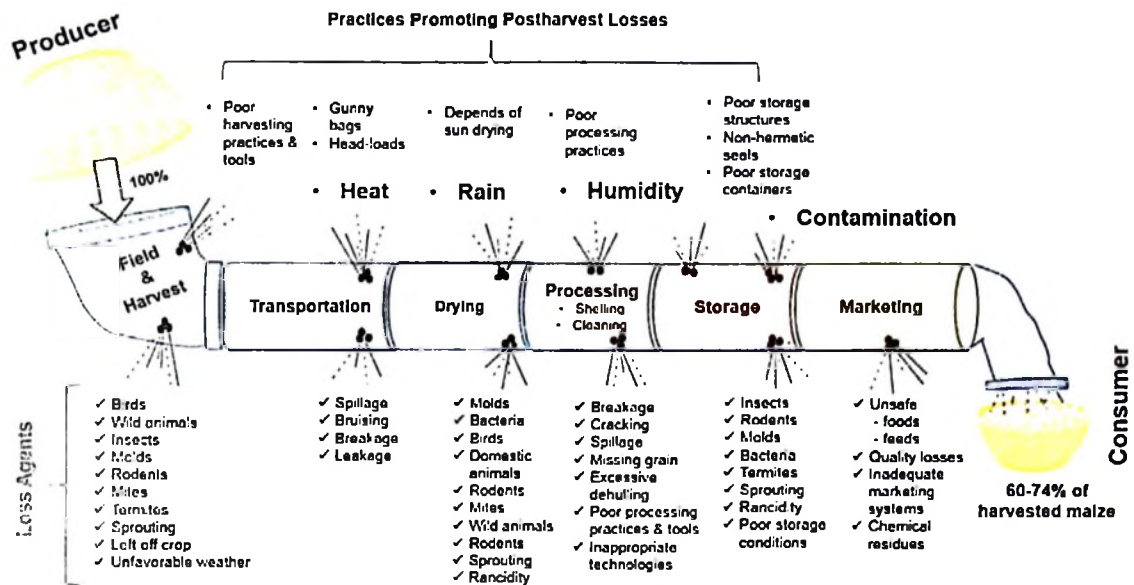 Practices Promoting Postharvest Losses
Producer
• Poor
harvesting
practices &
tools
• Gunny
bags
• Head-loads
• Depends of
sun drying
• Poor
processing
practices
• Poor storage
structures
• Non-hermetic
seals
• Poor storage
containers
100%
• Heat
• Rain
• Humidity
• Contamination
Field
&
Harvest
Transportation
Drying
Processing
• Shelling
• Cleaning
Storage
Marketing
Loss Agents
✓ Birds
✓ Wild animals
✓ Insects
✓ Molds
✓ Rodents
✓ Mites
✓ Termites
✓ Sprouting
✓ Left off crop
✓ Unfavorable weather
✓ Spillage
✓ Bruising
✓ Breakage
✓ Leakage
✓ Molds
✓ Bacteria
✓ Birds
✓ Domestic
animals
✓ Rodents
✓ Mites
✓ Wild animals
✓ Rodents
✓ Sprouting
✓ Rancidity
✓ Breakage
✓ Cracking
✓ Spillage
✓ Missing grain
✓ Excessive
dehulling
✓ Poor processing
practices & tools
✓ Inappropriate
technologies
✓ Insects
✓ Rodents
✓ Molds
✓ Bacteria
✓ Termites
✓ Sprouting
✓ Rancidity
✓ Poor storage
conditions
✓ Unsafe
- foods
- feeds
✓ Quality losses
✓ Inadequate
marketing
systems
✓ Chemical
residues
Consumer
60-74% of
harvested maize